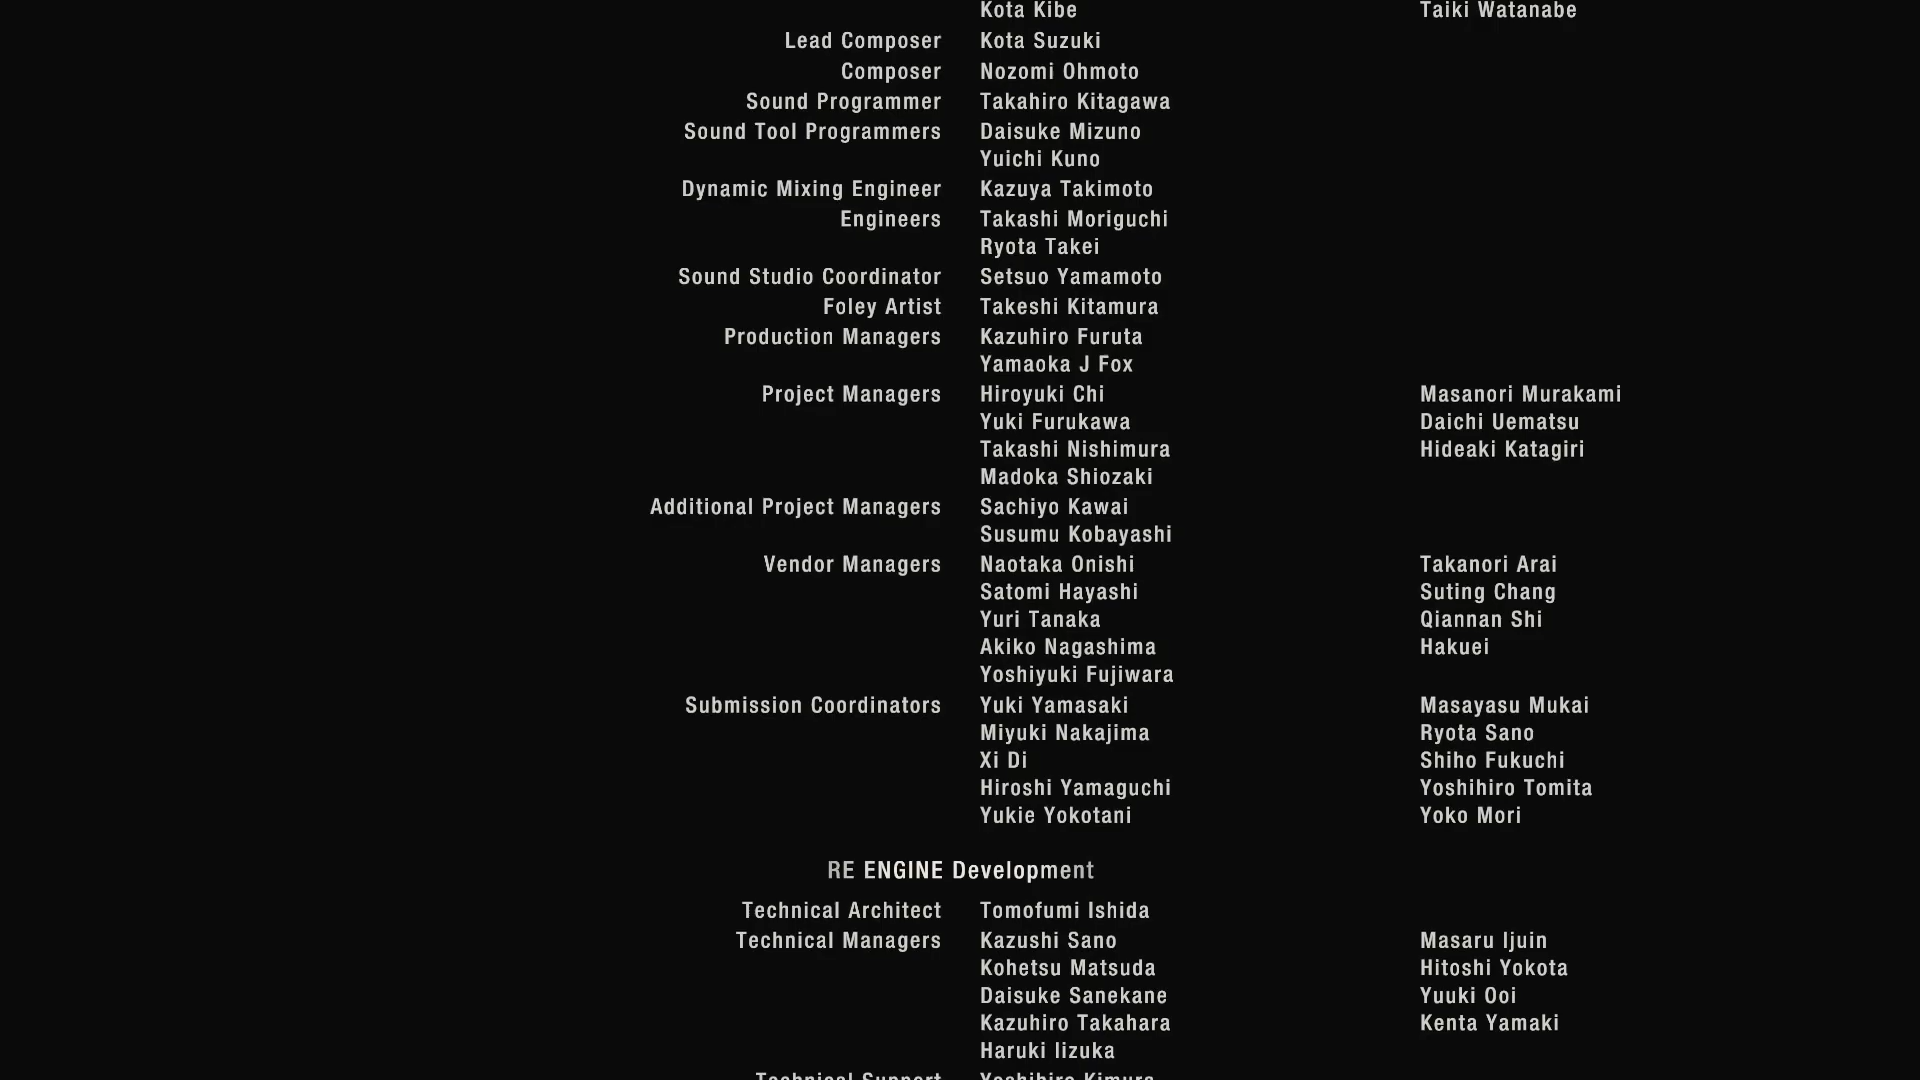 Kota Kibe Taiki Watanabe
Lead Composer Kota Suzuki
Composer Nozomi Ohmoto
Sound Programmer Takahiro Kitagawa
Sound Tool Programmers Daisuke Mizuno
Yuichi Kuno
Dynamic Mixing Engineer Kazuya Takimoto
Engineers Takashi Moriguchi
Ryota Takei
Sound Studio Coordinator Setsuo Yamamoto
Foley Artist Takeshi Kitamura
Production Managers Kazuhiro Furuta
Yamaoka J Fox
Project Managers Hiroyuki Chi Masanori Murakami
Yuki Furukawa Daichi Uematsu
Takashi Nishimura Hideaki Katagiri
Madoka Shiozaki
Additional Project Managers Sachiyo Kawai
Susumu Kobayashi
Vendor Managers Naotaka Onishi Takanori Arai
Satomi Hayashi Suting Chang
Yuri Tanaka Qiannan Shi
Akiko Nagashima Hakuei
Yoshiyuki Fujiwara
Submission Coordinators Yuki Yamasaki Masayasu Mukai
Miyuki Nakajima Ryota Sano
Xi Di Shiho Fukuchi
Hiroshi Yamaguchi Yoshihiro Tomita
Yukie Yokotani Yoko Mori
RE ENGINE Development
Technical Architect Tomofumi Ishida
Technical Managers Kazushi Sano Masaru Ijuin
Kohetsu Matsuda Hitoshi Yokota
Daisuke Sanekane Yuuki Ooi
Kazuhiro Takahara Kenta Yamaki
Haruki Iizuka
Technical Support Yoshihiro Kimura